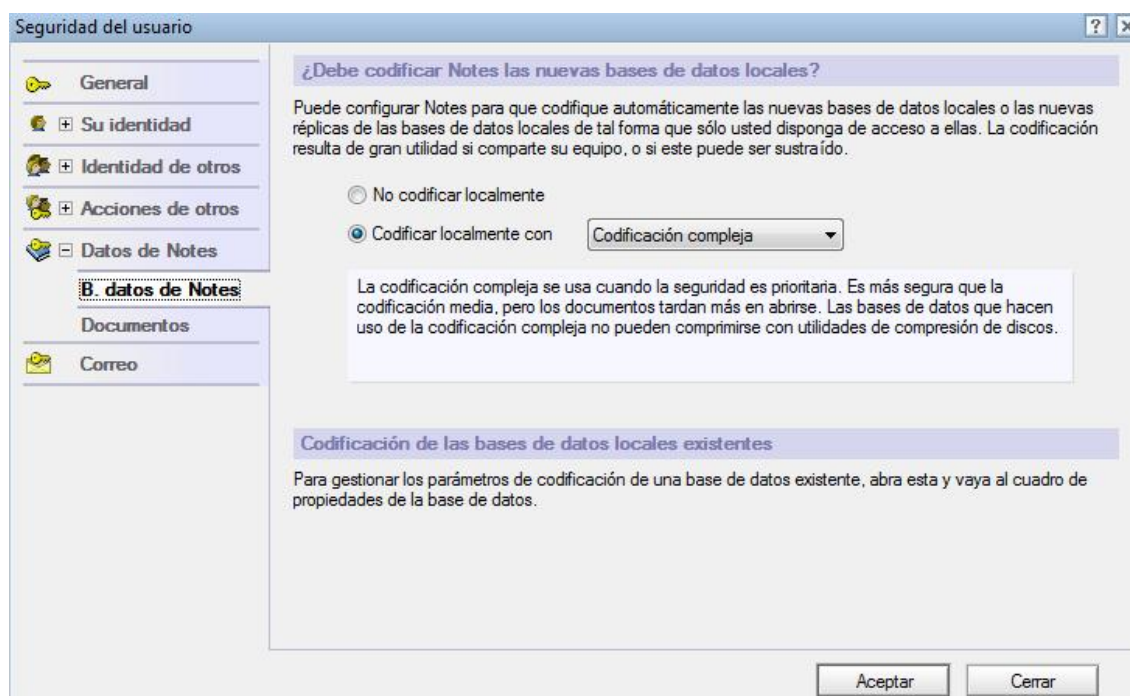 Seguridad del usuario
General
Su identidad
Identidad de otros
Acciones de otros
Datos de Notes
B. datos de Notes
Documentos
Correo
¿Debe codificar Notes las nuevas bases de datos locales?
Puede configurar Notes para que codifique automáticamente las nuevas bases de datos locales o las nuevas
réplicas de las bases de datos locales de tal forma que sólo usted disponga de acceso a ellas. La codificación
resulta de gran utilidad si comparte su equipo, o si este puede ser sustraído.
No codificar localmente
Codificar localmente con Codificación compleja
La codificación compleja se usa cuando la seguridad es prioritaria. Es más segura que la
codificación media, pero los documentos tardan más en abrirse. Las bases de datos que hacen
uso de la codificación compleja no pueden comprimirse con utilidades de compresión de discos.
Codificación de las bases de datos locales existentes
Para gestionar los parámetros de codificación de una base de datos existente, abra esta y vaya al cuadro de
propiedades de la base de datos.
Aceptar Cerrar